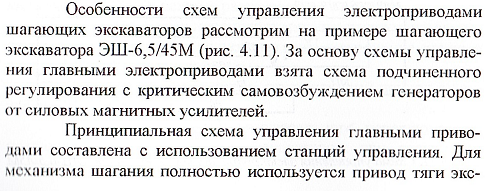 Особенности схем управления электроприводами
шагающих экскаваторов рассмотрим на примере шагающего
экскаватора ЭШ-6,5/45М (рис. 4.11). За основу схемы управле-
ния главными электроприводами взята схема подчиненного
регулирования с критическим самовозбуждением генераторов
от силовых магнитных усилителей.
Принципиальная схема управления главными приво-
дами составлена с использованием станций управления. Для
механизма шагания полностью используется привод тяги экс-